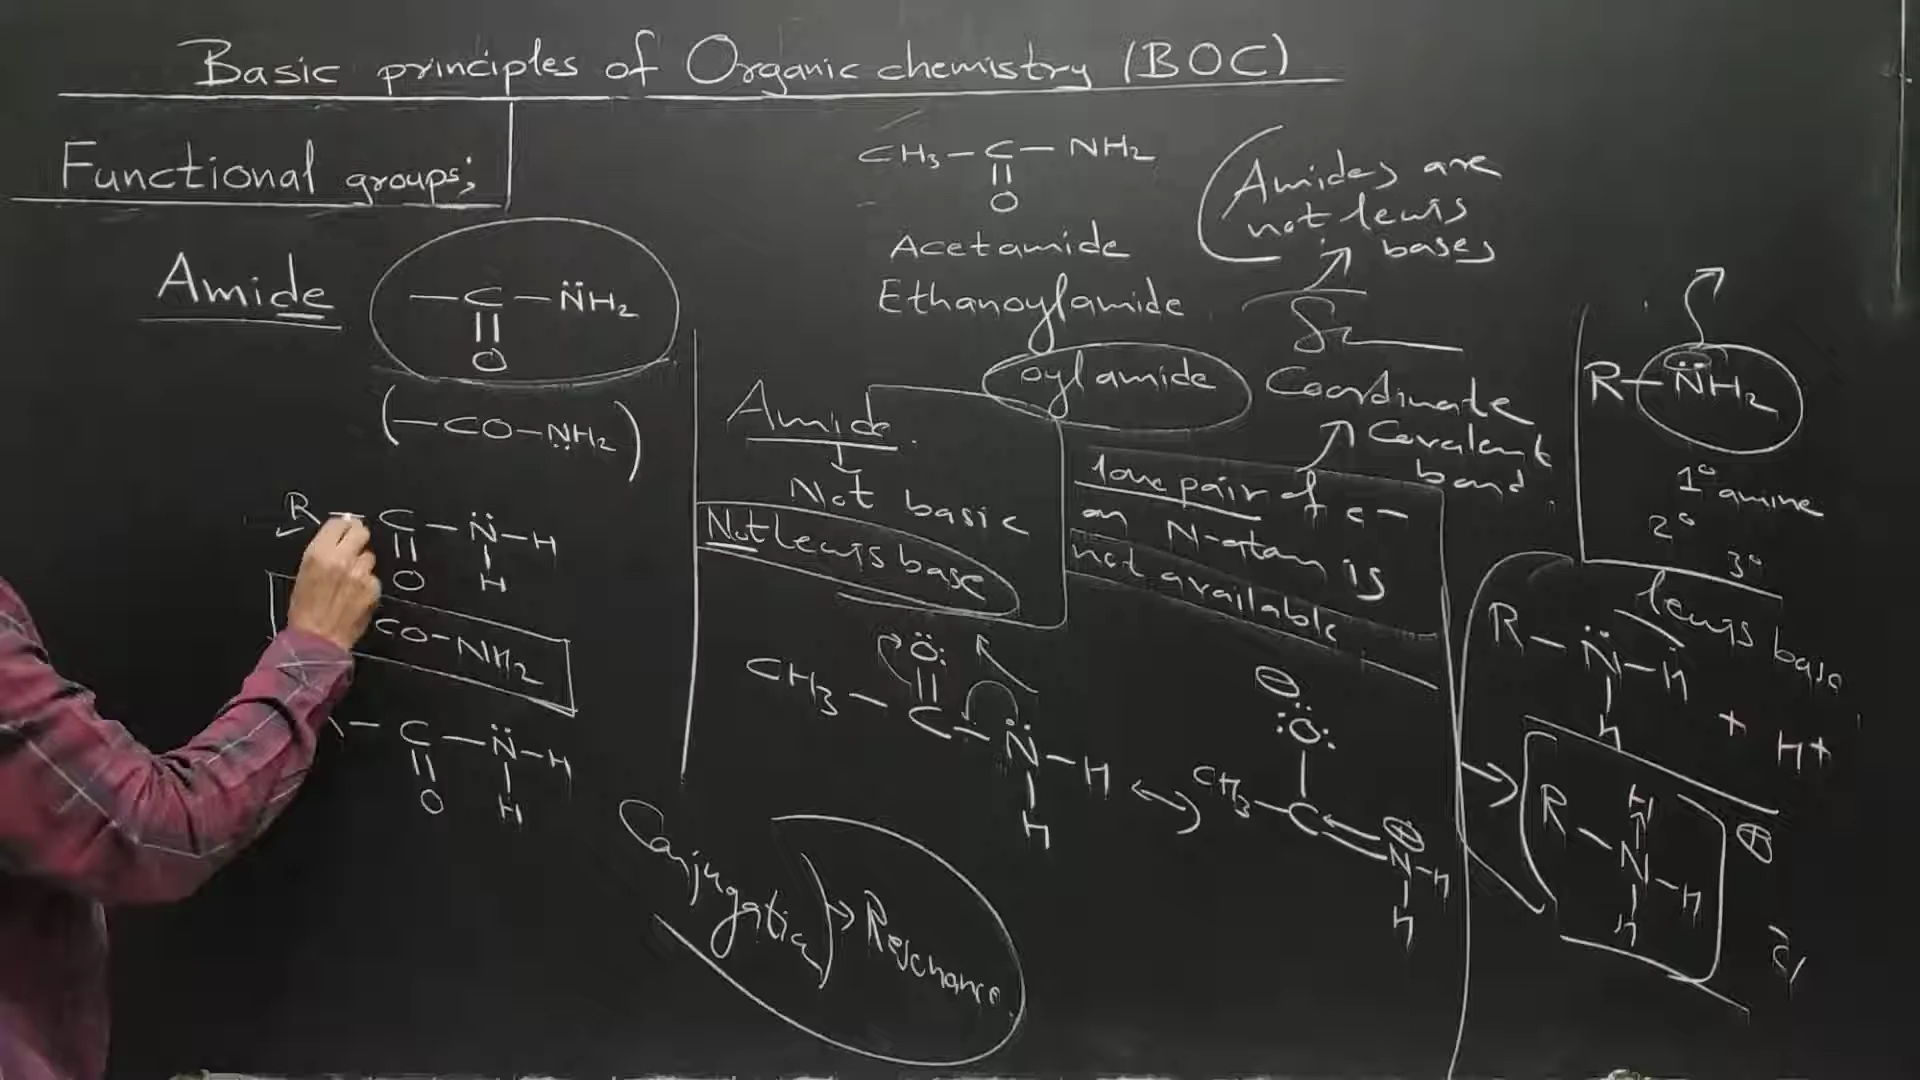 Basic principles of Organic chemistry (BOC)
Functional groups;
Amide
—C—N̈H₂
||
O
(—CO—N̤H₂)
R—C—N̈—H
||
O
|
H
CO—NH₂
—C—N̈—H
||
O
|
H
CH₃—C—NH₂
||
O
Acetamide
Ethanoylamide
oylamide
Amides are
not lewis
bases
Amide
Not basic
Not lewis base
Coordinate
Covalent
bond.
lone pair of e−
on N-atom is
not available
:Ö:
||
CH₃—C—N̈—H
|
H
↔
⊖
:Ö:
|
CH₃—C=N—H
⊕
|
H
Conjugation → Resonance
R—N̈H₂
1° amine
2°
3°
lewis base
R—N̈—H
|
H
+ H+
→
H
R—N—H
H
⊕